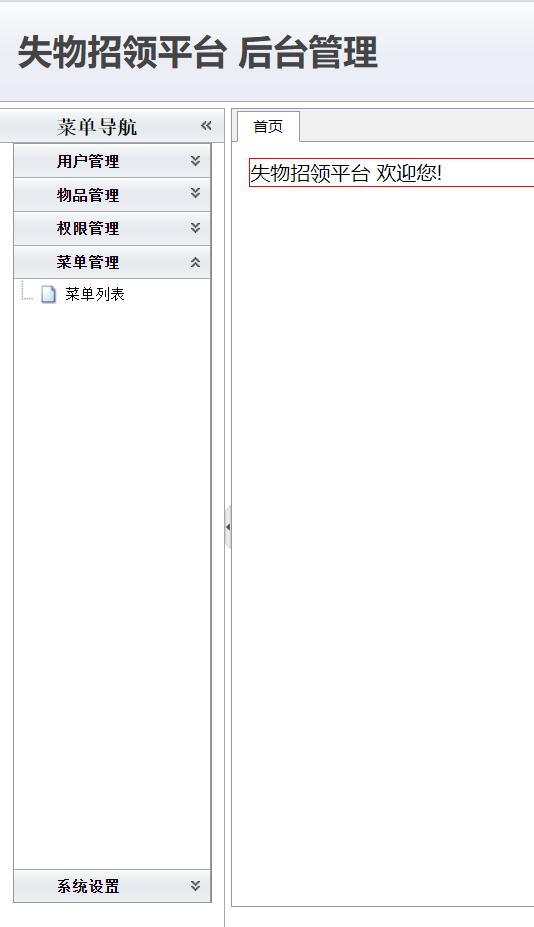 失物招领平台 后台管理
菜单导航
用户管理
物品管理
权限管理
菜单管理
菜单列表
系统设置
首页
失物招领平台 欢迎您!